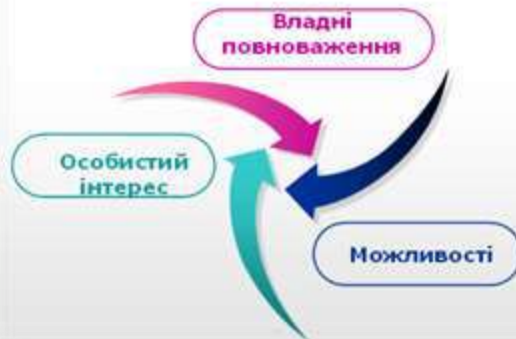 Владні
повноваження
Особистий
інтерес
Можливості